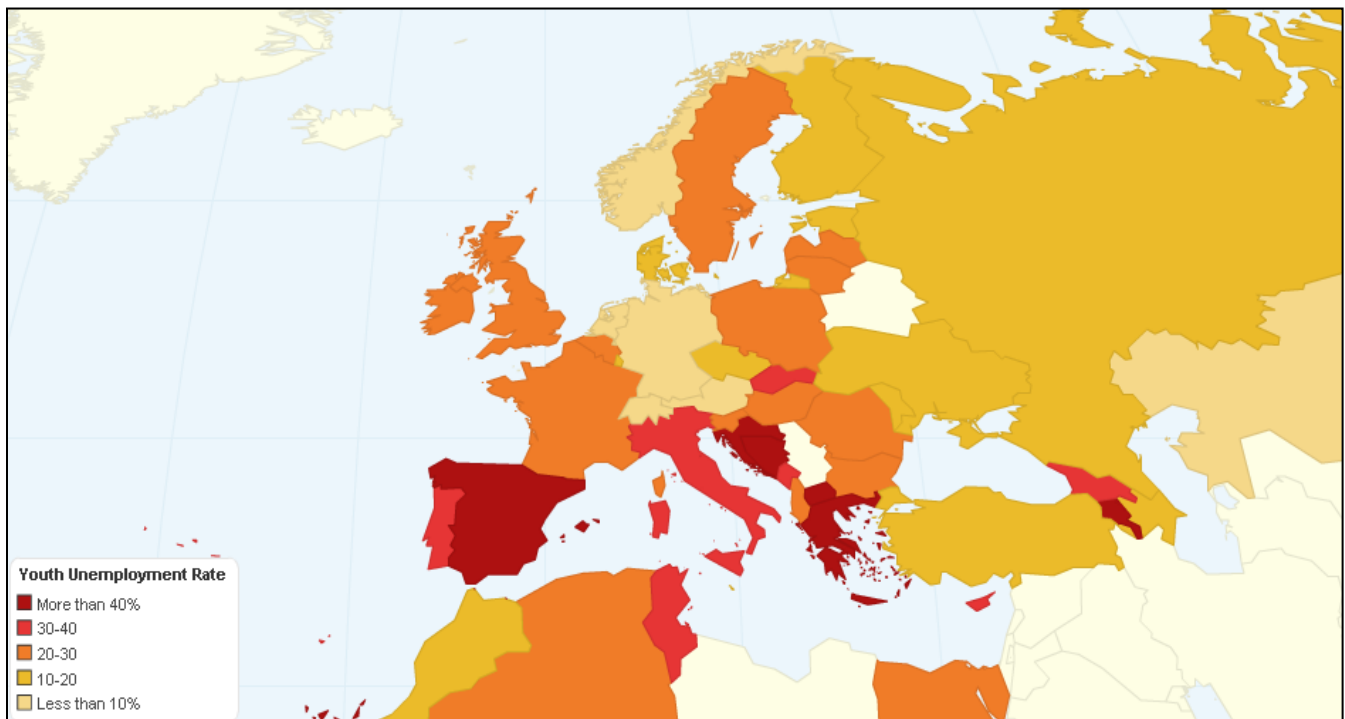 Youth Unemployment Rate
More than 40%
30-40
20-30
10-20
Less than 10%